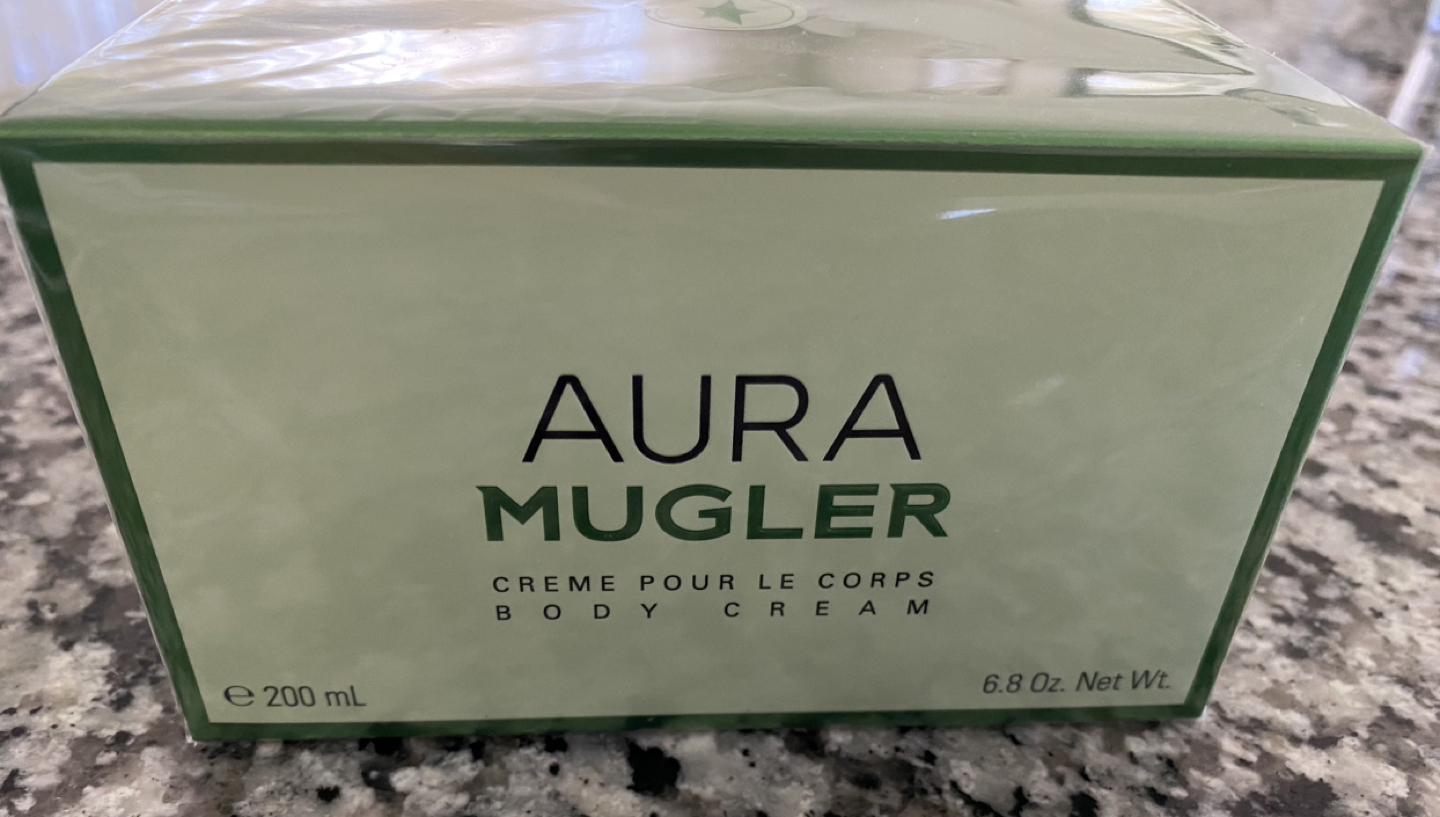 AURA
MUGLER
CREME POUR LE CORPS
BODY CREAM
℮ 200 mL
6.8 Oz. Net Wt.